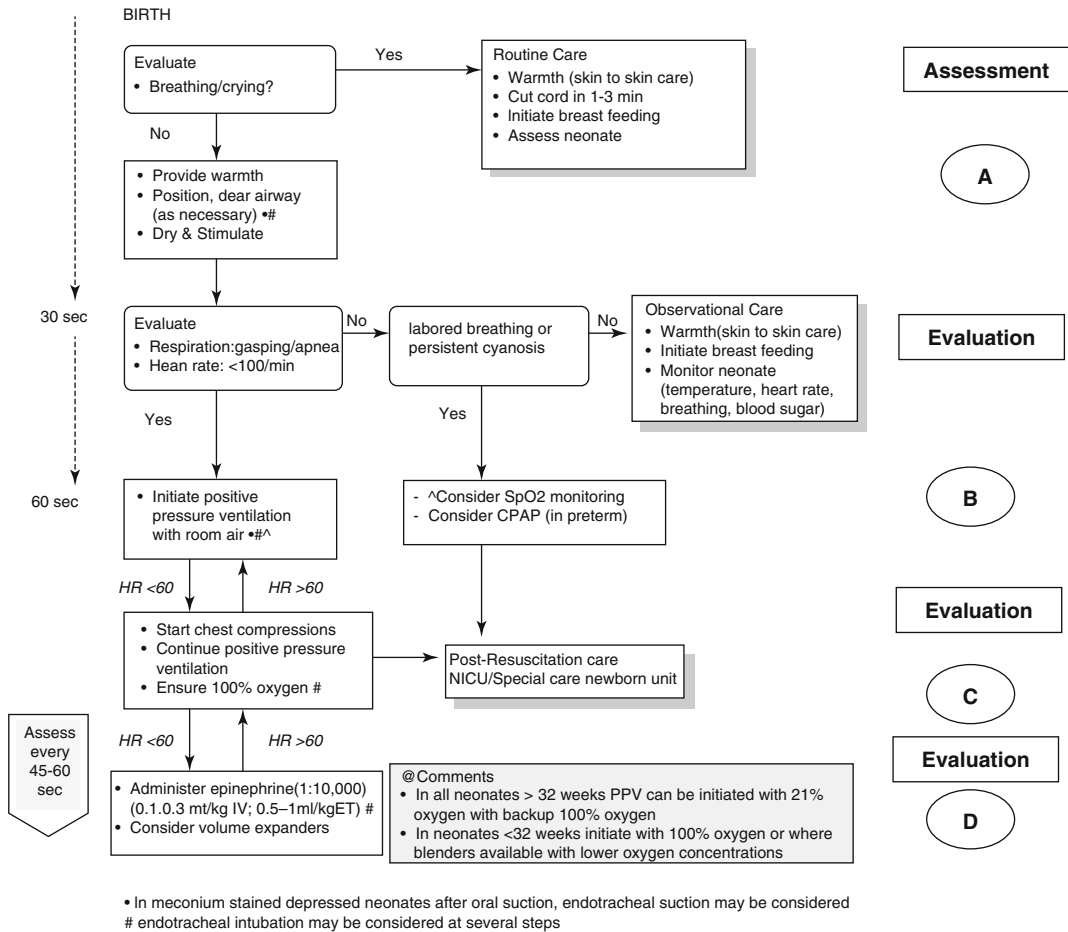 BIRTH
Evaluate
• Breathing/crying?
Yes
Routine Care
• Warmth (skin to skin care)
• Cut cord in 1-3 min
• Initiate breast feeding
• Assess neonate
Assessment
No
• Provide warmth
• Position, dear airway
(as necessary) •#
• Dry & Stimulate
A
30 sec
Evaluate
• Respiration:gasping/apnea
• Hean rate: <100/min
No
labored breathing or
persistent cyanosis
No
Observational Care
• Warmth(skin to skin care)
• Initiate breast feeding
• Monitor neonate
(temperature, heart rate,
breathing, blood sugar)
Evaluation
Yes
Yes
60 sec
• Initiate positive
pressure ventilation
with room air •#^
- ^Consider SpO2 monitoring
- Consider CPAP (in preterm)
B
HR <60
HR >60
Evaluation
• Start chest compressions
• Continue positive pressure
ventilation
• Ensure 100% oxygen #
Post-Resuscitation care
NICU/Special care newborn unit
C
Assess
every
45-60
sec
HR <60
HR >60
Evaluation
• Administer epinephrine(1:10,000)
(0.1.0.3 mt/kg IV; 0.5–1ml/kgET) #
• Consider volume expanders
@Comments
• In all neonates > 32 weeks PPV can be initiated with 21%
oxygen with backup 100% oxygen
• In neonates <32 weeks initiate with 100% oxygen or where
blenders available with lower oxygen concentrations
D
• In meconium stained depressed neonates after oral suction, endotracheal suction may be considered
# endotracheal intubation may be considered at several steps